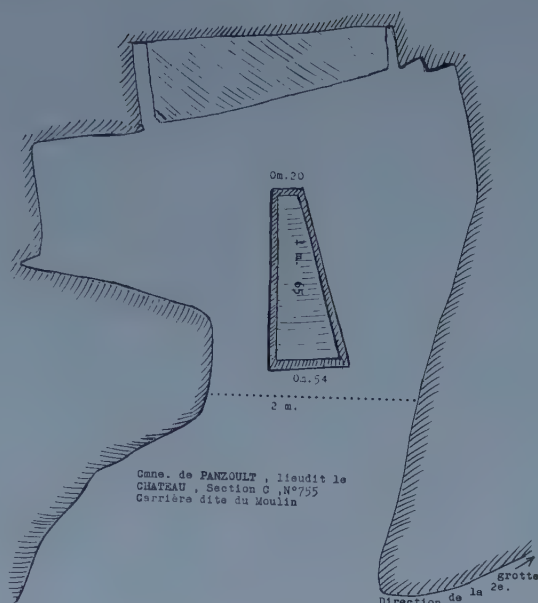 0m.20
1 m. 65
0m.54
2 m.
Cmne. de PANZOULT , lieudit le
CHATEAU , Section C ,N°755
Carrière dite du Moulin
Direction de la 2e. grotte